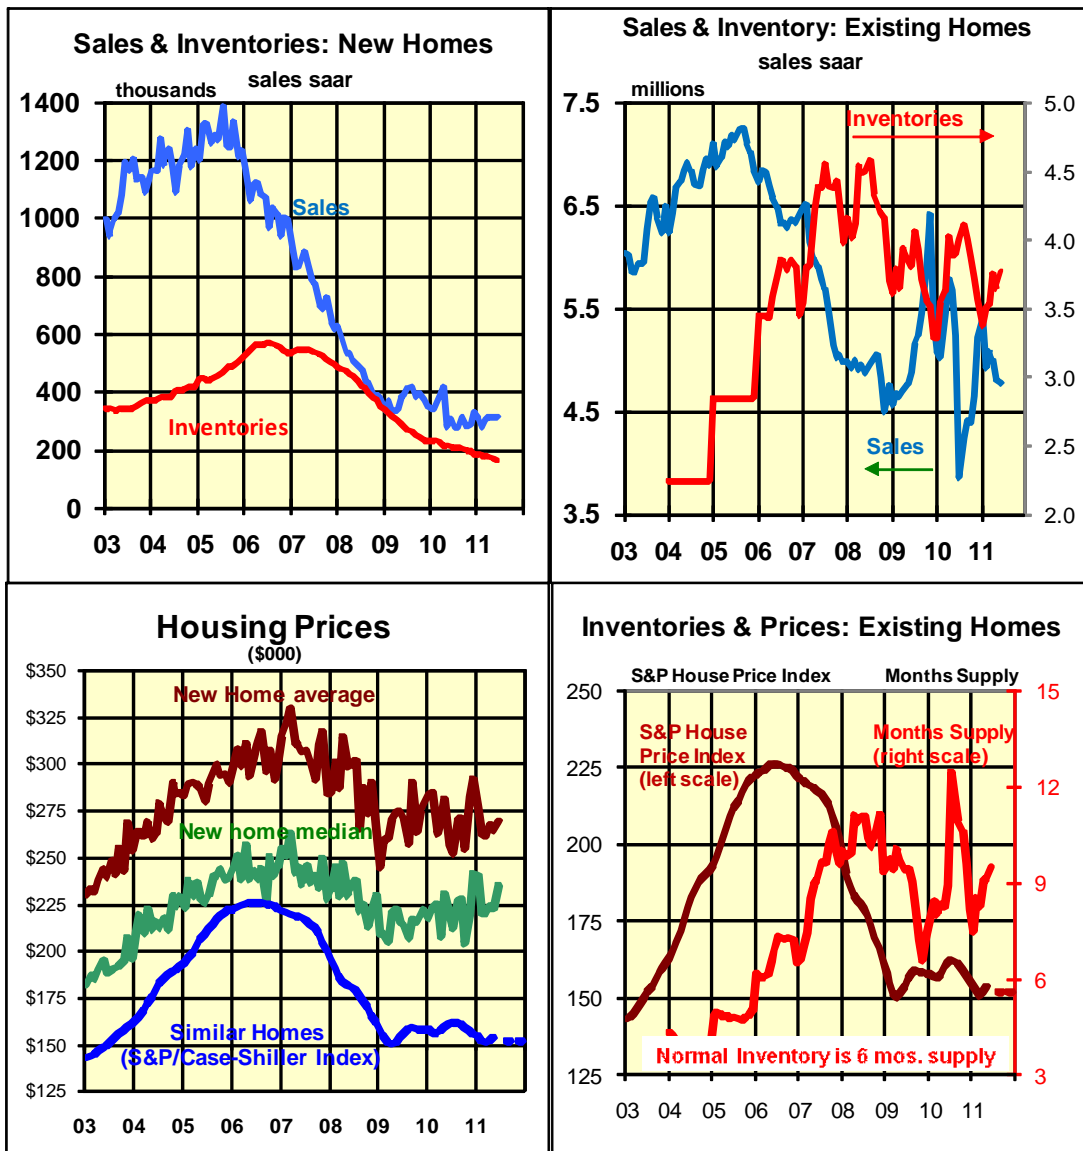 Sales & Inventories: New Homes
sales saar
thousands
1400
1200
1000
800
600
400
200
0
Sales
Inventories
03 04 05 06 07 08 09 10 11
Sales & Inventory: Existing Homes
sales saar
millions
7.5
6.5
5.5
4.5
3.5
5.0
4.5
4.0
3.5
3.0
2.5
2.0
Inventories
Sales
03 04 05 06 07 08 09 10 11
Housing Prices
($000)
$350
$325
$300
$275
$250
$225
$200
$175
$150
$125
New Home average
New home median
Similar Homes
(S&P/Case-Shiller Index)
03 04 05 06 07 08 09 10 11
Inventories & Prices: Existing Homes
S&P House Price Index Months Supply
250
225
200
175
150
125
15
12
9
6
3
S&P House
Price Index
(left scale)
Months Supply
(right scale)
Normal Inventory is 6 mos. supply
03 04 05 06 07 08 09 10 11